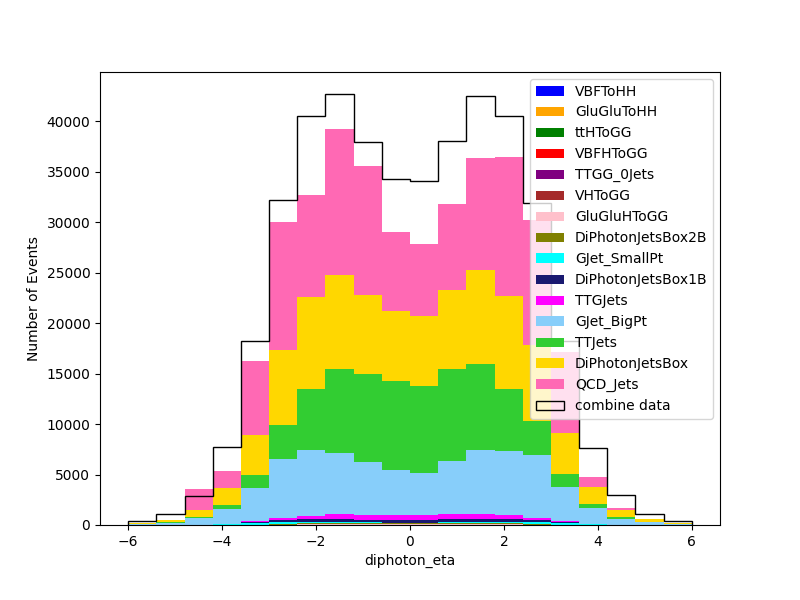 40000
35000
30000
25000
20000
15000
10000
5000
0
Number of Events
−6
−4
−2
0
2
4
6
diphoton_eta
VBFToHH
GluGluToHH
ttHToGG
VBFHToGG
TTGG_0Jets
VHToGG
GluGluHToGG
DiPhotonJetsBox2B
GJet_SmallPt
DiPhotonJetsBox1B
TTGJets
GJet_BigPt
TTJets
DiPhotonJetsBox
QCD_Jets
combine data